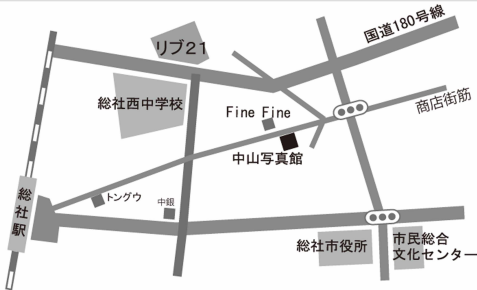 国道180号線
リブ21
総社西中学校
Fine Fine
商店街筋
中山写真館
トングウ
中銀
総社駅
総社市役所
市民総合
文化センター